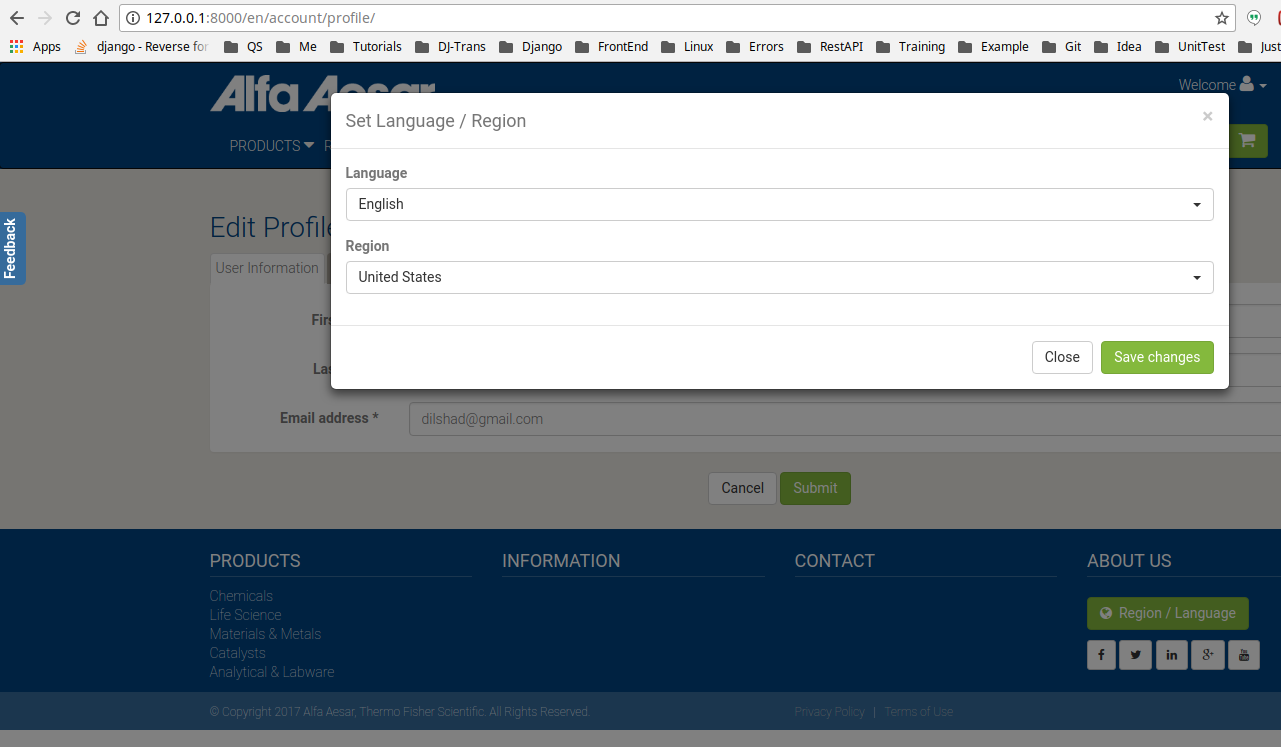 127.0.0.1:8000/en/account/profile/
Apps django - Reverse for QS Me Tutorials DJ-Trans Django FrontEnd Linux Errors RestAPI Training Example Git Idea UnitTest Just
Alfa Aesar
Welcome
PRODUCTS
Set Language / Region
×
Language
English
Region
United States
Close Save changes
Feedback
Edit Profile
User Information
Email address *
dilshad@gmail.com
Cancel Submit
PRODUCTS INFORMATION CONTACT ABOUT US
Chemicals
Life Science
Materials & Metals
Catalysts
Analytical & Labware
Region / Language
© Copyright 2017 Alfa Aesar, Thermo Fisher Scientific. All Rights Reserved.
Privacy Policy | Terms of Use